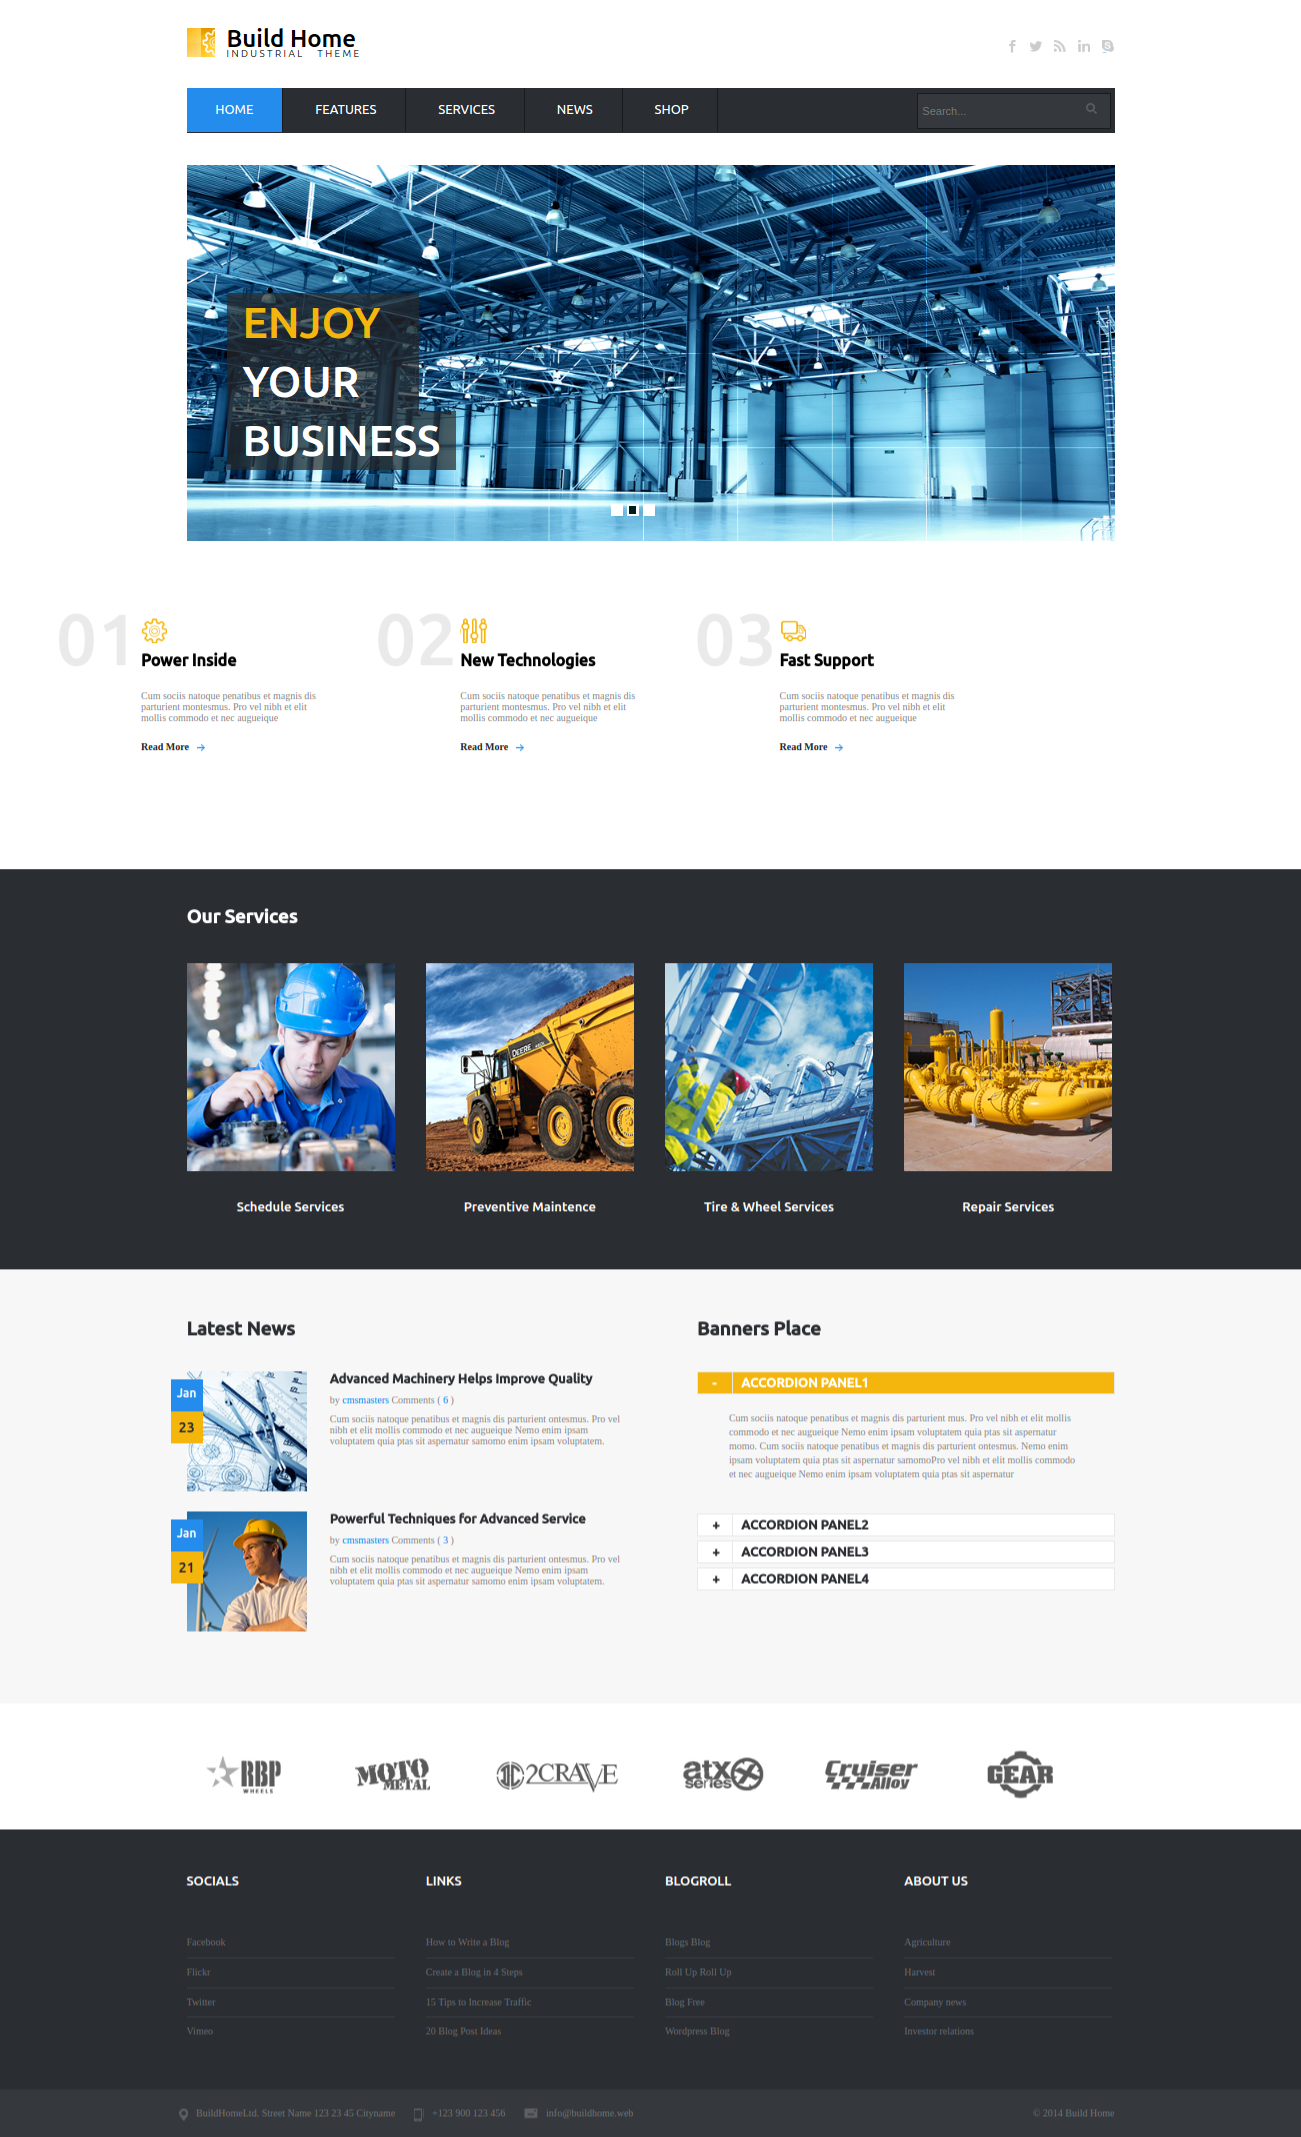 Build Home
INDUSTRIAL THEME
HOME
FEATURES
SERVICES
NEWS
SHOP
Search...
ENJOY
YOUR
BUSINESS
01
Power Inside
Cum sociis natoque penatibus et magnis dis
parturient montesmus. Pro vel nibh et elit
mollis commodo et nec augueique
Read More
02
New Technologies
Cum sociis natoque penatibus et magnis dis
parturient montesmus. Pro vel nibh et elit
mollis commodo et nec augueique
Read More
03
Fast Support
Cum sociis natoque penatibus et magnis dis
parturient montesmus. Pro vel nibh et elit
mollis commodo et nec augueique
Read More
Our Services
DEERE
Schedule Services
Preventive Maintence
Tire & Wheel Services
Repair Services
Latest News
Jan
23
Advanced Machinery Helps Improve Quality
by cmsmasters Comments ( 6 )
Cum sociis natoque penatibus et magnis dis parturient ontesmus. Pro vel
nibh et elit mollis commodo et nec augueique Nemo enim ipsam
voluptatem quia ptas sit aspernatur samomo enim ipsam voluptatem.
Jan
21
Powerful Techniques for Advanced Service
by cmsmasters Comments ( 3 )
Cum sociis natoque penatibus et magnis dis parturient ontesmus. Pro vel
nibh et elit mollis commodo et nec augueique Nemo enim ipsam
voluptatem quia ptas sit aspernatur samomo enim ipsam voluptatem.
Banners Place
- ACCORDION PANEL1
Cum sociis natoque penatibus et magnis dis parturient mus. Pro vel nibh et elit mollis
commodo et nec augueique Nemo enim ipsam voluptatem quia ptas sit aspernatur
momo. Cum sociis natoque penatibus et magnis dis parturient ontesmus. Nemo enim
ipsam voluptatem quia ptas sit aspernatur samomoPro vel nibh et elit mollis commodo
et nec augueique Nemo enim ipsam voluptatem quia ptas sit aspernatur
+ ACCORDION PANEL2
+ ACCORDION PANEL3
+ ACCORDION PANEL4
RBP
WHEELS
MOTO
METAL
2CRAVE
atx
series
Cruiser
Alloy
GEAR
SOCIALS
Facebook
Flickr
Twitter
Vimeo
LINKS
How to Write a Blog
Create a Blog in 4 Steps
15 Tips to Increase Traffic
20 Blog Post Ideas
BLOGROLL
Blogs Blog
Roll Up Roll Up
Blog Free
Wordpress Blog
ABOUT US
Agriculture
Harvest
Company news
Investor relations
BuildHomeLtd. Street Name 123 23 45 Cityname
+123 900 123 456
info@buildhome.web
© 2014 Build Home